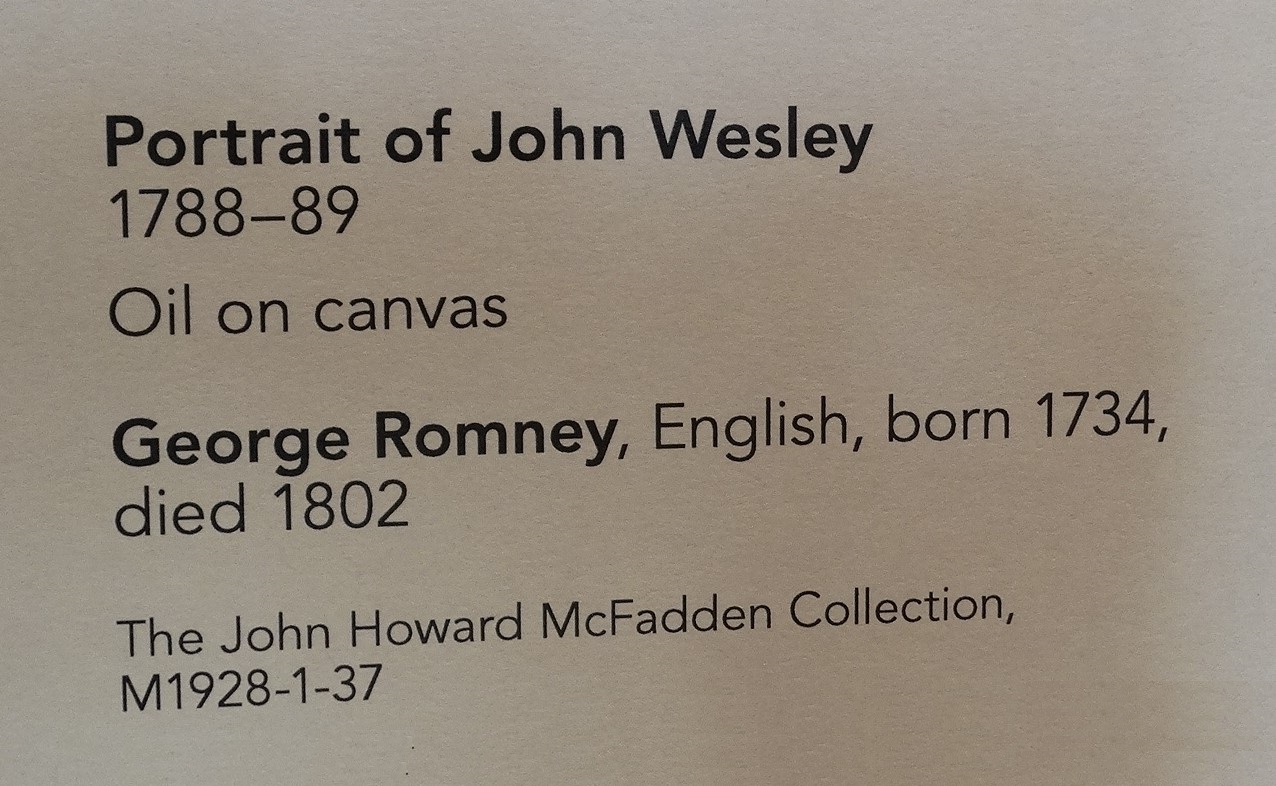 Portrait of John Wesley
1788–89
Oil on canvas
George Romney, English, born 1734,
died 1802
The John Howard McFadden Collection,
M1928-1-37